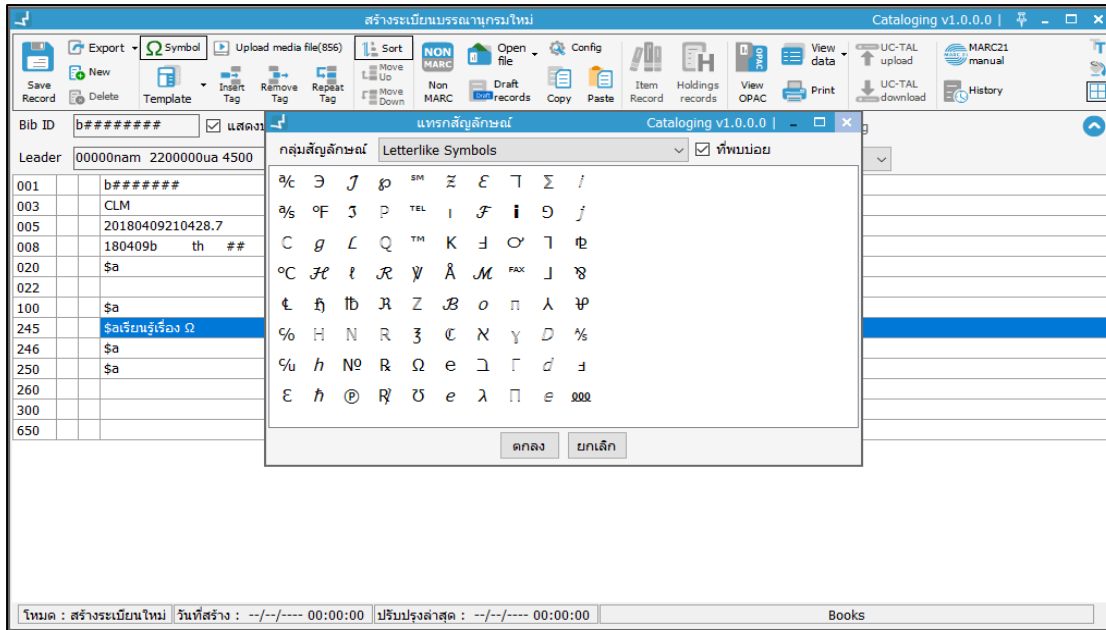 สร้างระเบียนบรรณานุกรมใหม่ Cataloging v1.0.0.0 |
Export Symbol Upload media file(856) Sort NON MARC Open file Config View data UC-TAL upload MARC21 manual
New Move Up
Save Record Delete Template Insert Tag Remove Tag Repeat Tag Move Down Non MARC Draft records Copy Paste Item Record Holdings records View OPAC Print UC-TAL download History
Bib ID b########
แทรกสัญลักษณ์ Cataloging v1.0.0.0 |
Leader 00000nam 2200000ua 4500
กลุ่มสัญลักษณ์ Letterlike Symbols ที่พบบ่อย
001 b#######
003 CLM
005 20180409210428.7
008 180409b th ##
020 $a
022
100 $a
245 $aเรียนรู้เรื่อง Ω
246 $a
250 $a
260
300
650
℀ ℈ ℐ ℘ ℠ ℨ ℰ ℸ ⅀ ⅈ
℁ ℉ ℑ ℙ ℡ ℩ ℱ ℹ ⅁ ⅉ
ℂ ℊ ℒ ℚ ™ K Ⅎ ℺ ⅂ ⅊
℃ ℋ ℓ ℛ ℣ Å ℳ ℻ ⅃ ⅋
℄ ℌ ℔ ℜ ℤ ℬ ℴ ℼ ⅄ ⅌
℅ ℍ ℕ ℝ ℥ ℭ ℵ ℽ ⅅ ⅍
℆ ℎ № ℞ Ω ℮ ℶ ℾ ⅆ ⅎ
ℇ ℏ ℗ ℟ ℧ ℯ ℷ ℿ ⅇ ⅏
ตกลง ยกเลิก
โหมด : สร้างระเบียนใหม่ วันที่สร้าง : --/--/---- 00:00:00 ปรับปรุงล่าสุด : --/--/---- 00:00:00 Books